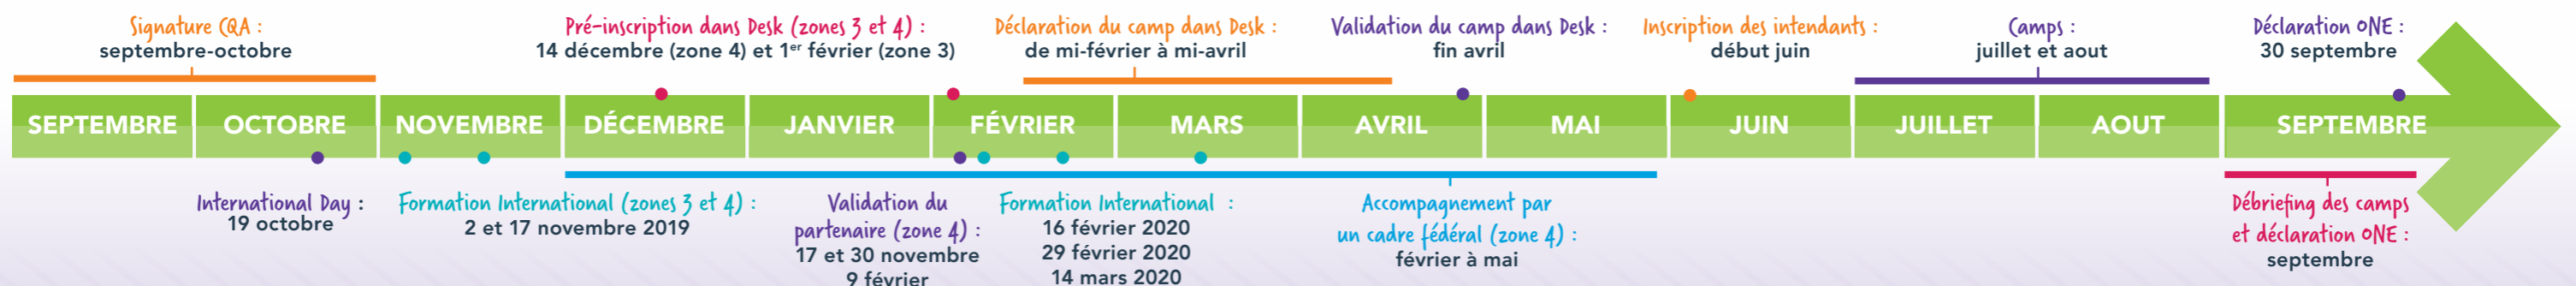 Signature CQA :
septembre-octobre
Pré-inscription dans Desk (zones 3 et 4) :
14 décembre (zone 4) et 1er février (zone 3)
Déclaration du camp dans Desk :
de mi-février à mi-avril
Validation du camp dans Desk :
fin avril
Inscription des intendants :
début juin
Camps :
juillet et aout
Déclaration ONE :
30 septembre
SEPTEMBRE
OCTOBRE
NOVEMBRE
DÉCEMBRE
JANVIER
FÉVRIER
MARS
AVRIL
MAI
JUIN
JUILLET
AOUT
SEPTEMBRE
International Day :
19 octobre
Formation International (zones 3 et 4) :
2 et 17 novembre 2019
Validation du
partenaire (zone 4) :
17 et 30 novembre
9 février
Formation International :
16 février 2020
29 février 2020
14 mars 2020
Accompagnement par
un cadre fédéral (zone 4) :
février à mai
Débriefing des camps
et déclaration ONE :
septembre